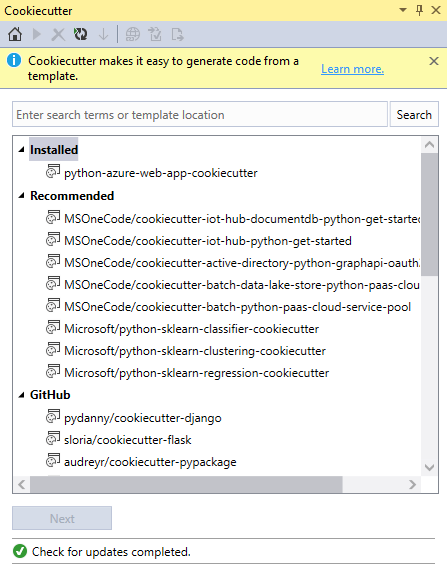 Cookiecutter
Cookiecutter makes it easy to generate code from a
template.
Learn more.
Enter search terms or template location
Search
Installed
python-azure-web-app-cookiecutter
Recommended
MSOneCode/cookiecutter-iot-hub-documentdb-python-get-started
MSOneCode/cookiecutter-iot-hub-python-get-started
MSOneCode/cookiecutter-active-directory-python-graphapi-oauth
MSOneCode/cookiecutter-batch-data-lake-store-python-paas-clou
MSOneCode/cookiecutter-batch-python-paas-cloud-service-pool
Microsoft/python-sklearn-classifier-cookiecutter
Microsoft/python-sklearn-clustering-cookiecutter
Microsoft/python-sklearn-regression-cookiecutter
GitHub
pydanny/cookiecutter-django
sloria/cookiecutter-flask
audreyr/cookiecutter-pypackage
Next
Check for updates completed.